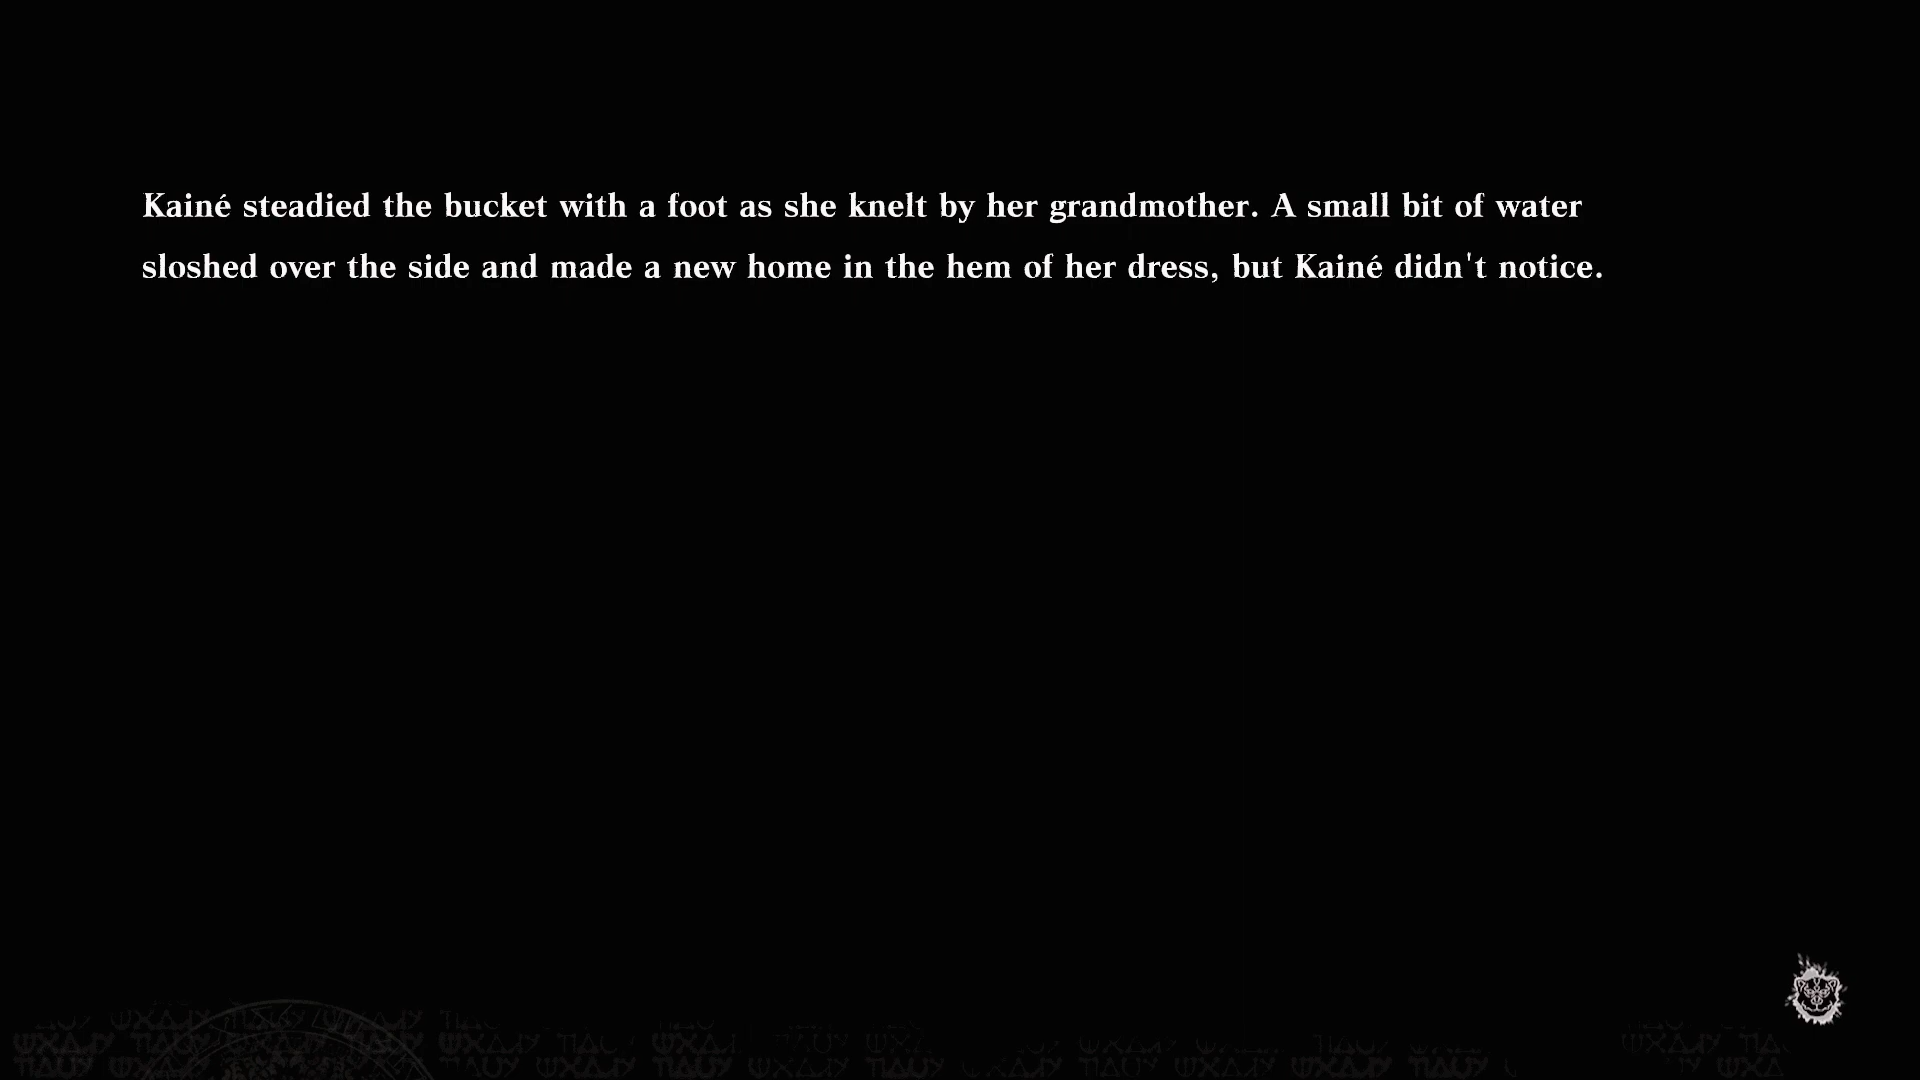 Kainé steadied the bucket with a foot as she knelt by her grandmother. A small bit of water
sloshed over the side and made a new home in the hem of her dress, but Kainé didn't notice.